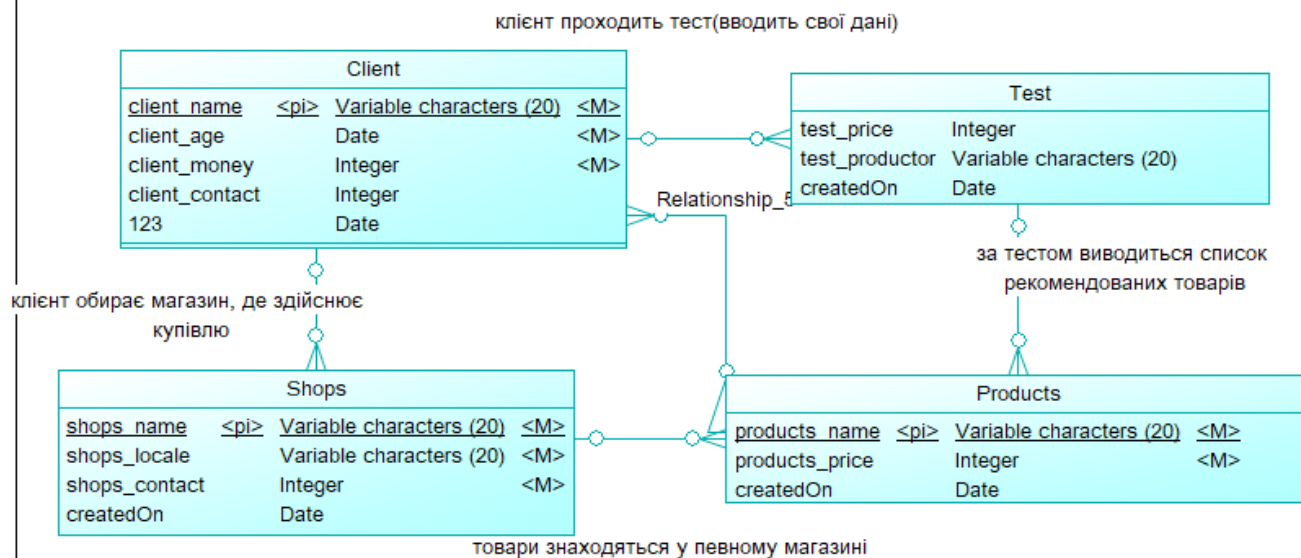 клієнт проходить тест(вводить свої дані)
Client
client_name <pi> Variable characters (20) <M>
client_age Date <M>
client_money Integer <M>
client_contact Integer
123 Date
Test
test_price Integer
test_productor Variable characters (20)
createdOn Date
Relationship_5
за тестом виводиться список
рекомендованих товарів
клієнт обирає магазин, де здійснює
купівлю
Shops
shops_name <pi> Variable characters (20) <M>
shops_locale Variable characters (20) <M>
shops_contact Integer <M>
createdOn Date
Products
products_name <pi> Variable characters (20) <M>
products_price Integer <M>
createdOn Date
товари знаходяться у певному магазині